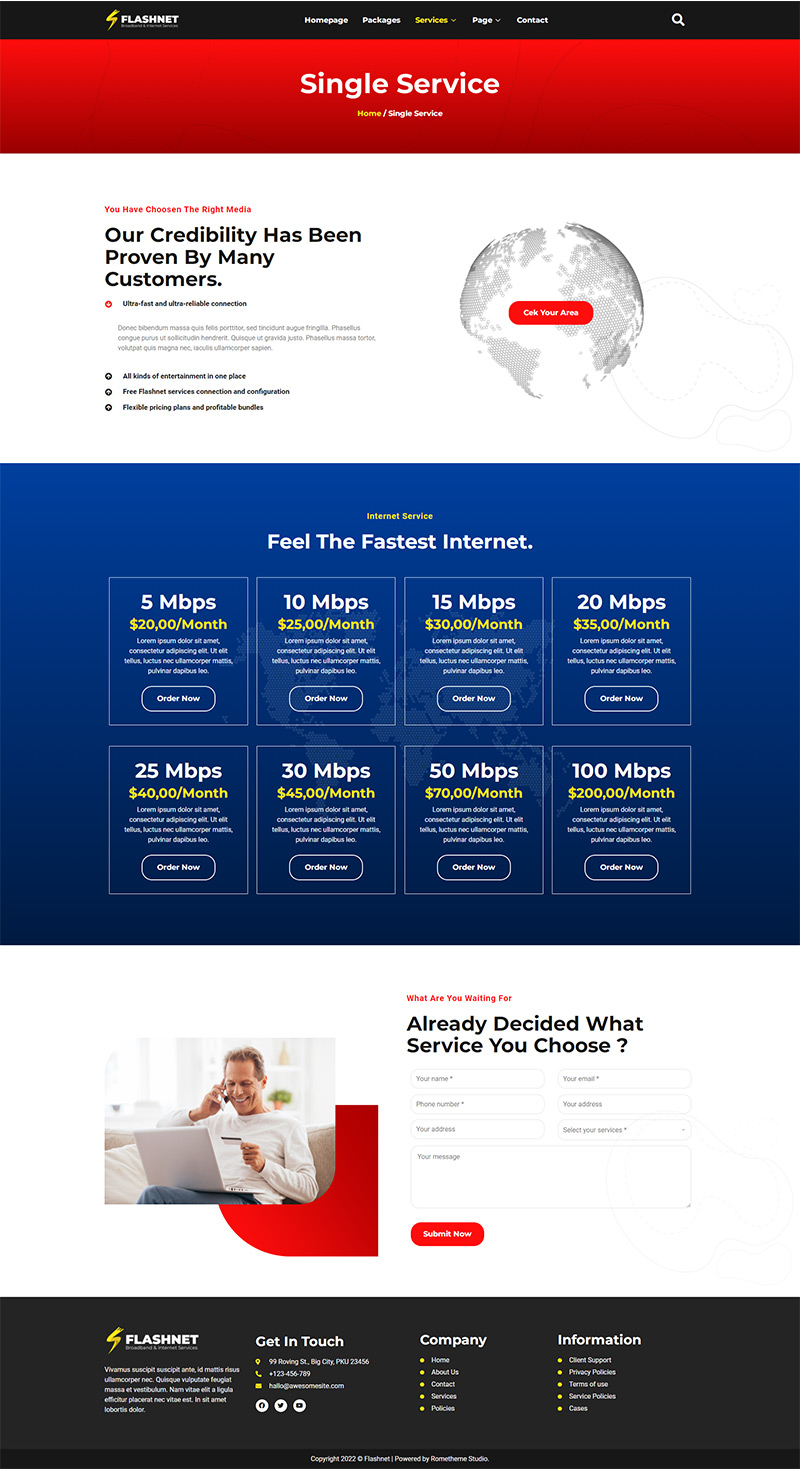 FLASHNET
Broadband & Internet Services
Homepage Packages Services Page Contact
Single Service
Home / Single Service
You Have Choosen The Right Media
Our Credibility Has Been
Proven By Many
Customers.
Ultra-fast and ultra-reliable connection
Donec bibendum massa quis felis porttitor, sed tincidunt augue fringilla. Phasellus
congue purus ut sollicitudin hendrerit. Quisque ut gravida justo. Phasellus massa tortor,
volutpat quis magna nec, iaculis ullamcorper sapien.
All kinds of entertainment in one place
Free Flashnet services connection and configuration
Flexible pricing plans and profitable bundles
Cek Your Area
Internet Service
Feel The Fastest Internet.
5 Mbps
$20,00/Month
Lorem ipsum dolor sit amet,
consectetur adipiscing elit. Ut elit
tellus, luctus nec ullamcorper mattis,
pulvinar dapibus leo.
Order Now
10 Mbps
$25,00/Month
Lorem ipsum dolor sit amet,
consectetur adipiscing elit. Ut elit
tellus, luctus nec ullamcorper mattis,
pulvinar dapibus leo.
Order Now
15 Mbps
$30,00/Month
Lorem ipsum dolor sit amet,
consectetur adipiscing elit. Ut elit
tellus, luctus nec ullamcorper mattis,
pulvinar dapibus leo.
Order Now
20 Mbps
$35,00/Month
Lorem ipsum dolor sit amet,
consectetur adipiscing elit. Ut elit
tellus, luctus nec ullamcorper mattis,
pulvinar dapibus leo.
Order Now
25 Mbps
$40,00/Month
Lorem ipsum dolor sit amet,
consectetur adipiscing elit. Ut elit
tellus, luctus nec ullamcorper mattis,
pulvinar dapibus leo.
Order Now
30 Mbps
$45,00/Month
Lorem ipsum dolor sit amet,
consectetur adipiscing elit. Ut elit
tellus, luctus nec ullamcorper mattis,
pulvinar dapibus leo.
Order Now
50 Mbps
$70,00/Month
Lorem ipsum dolor sit amet,
consectetur adipiscing elit. Ut elit
tellus, luctus nec ullamcorper mattis,
pulvinar dapibus leo.
Order Now
100 Mbps
$200,00/Month
Lorem ipsum dolor sit amet,
consectetur adipiscing elit. Ut elit
tellus, luctus nec ullamcorper mattis,
pulvinar dapibus leo.
Order Now
What Are You Waiting For
Already Decided What
Service You Choose ?
Your name * Your email *
Phone number * Your address
Your address Select your services *
Your message
Submit Now
FLASHNET
Broadband & Internet Services
Vivamus suscipit suscipit ante, id mattis risus
ullamcorper nec. Quisque vulputate feugiat
massa et vestibulum. Nam vitae elit a ligula
efficitur placerat nec vitae est. In sit amet
lobortis dolor.
Get In Touch
99 Roving St., Big City, PKU 23456
+123-456-789
hallo@awesomesite.com
Company
Home
About Us
Contact
Services
Policies
Information
Client Support
Privacy Policies
Terms of use
Service Policies
Cases
Copyright 2022 © Flashnet | Powered by Rometheme Studio.